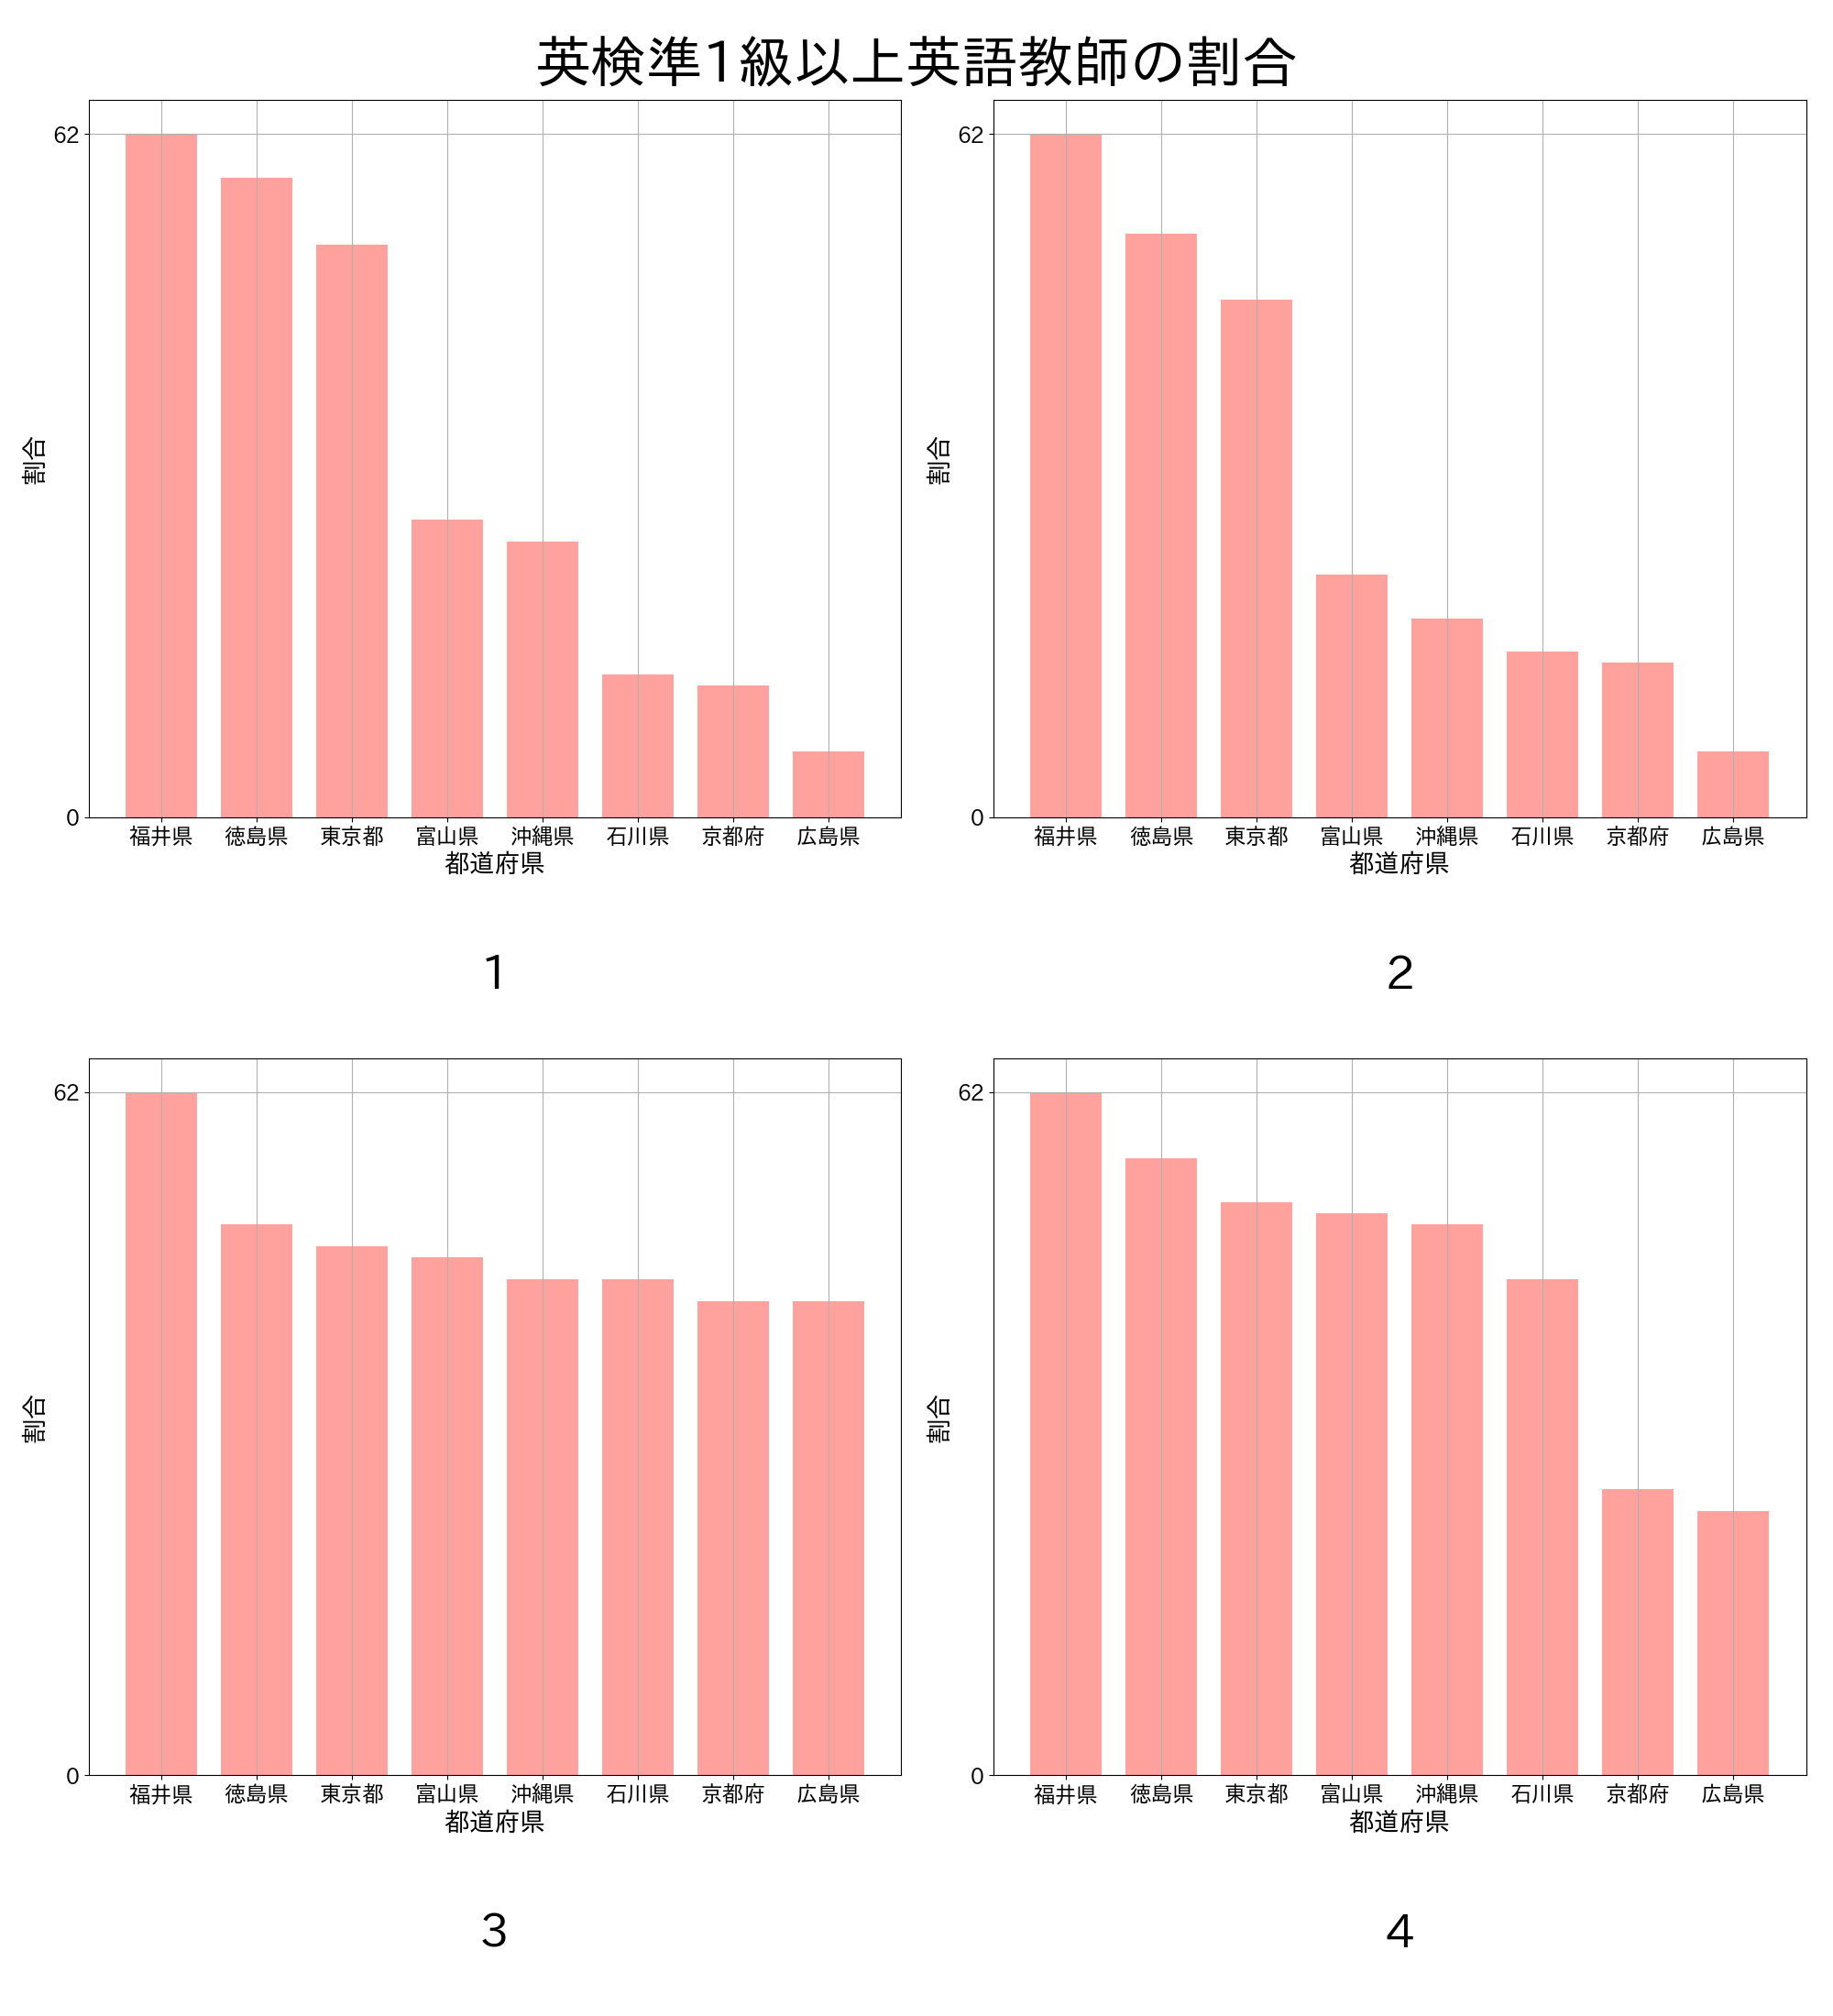 英検準1級以上英語教師の割合
62
0
割合
福井県 徳島県 東京都 富山県 沖縄県 石川県 京都府 広島県
都道府県
1
62
0
割合
福井県 徳島県 東京都 富山県 沖縄県 石川県 京都府 広島県
都道府県
2
62
0
割合
福井県 徳島県 東京都 富山県 沖縄県 石川県 京都府 広島県
都道府県
3
62
0
割合
福井県 徳島県 東京都 富山県 沖縄県 石川県 京都府 広島県
都道府県
4